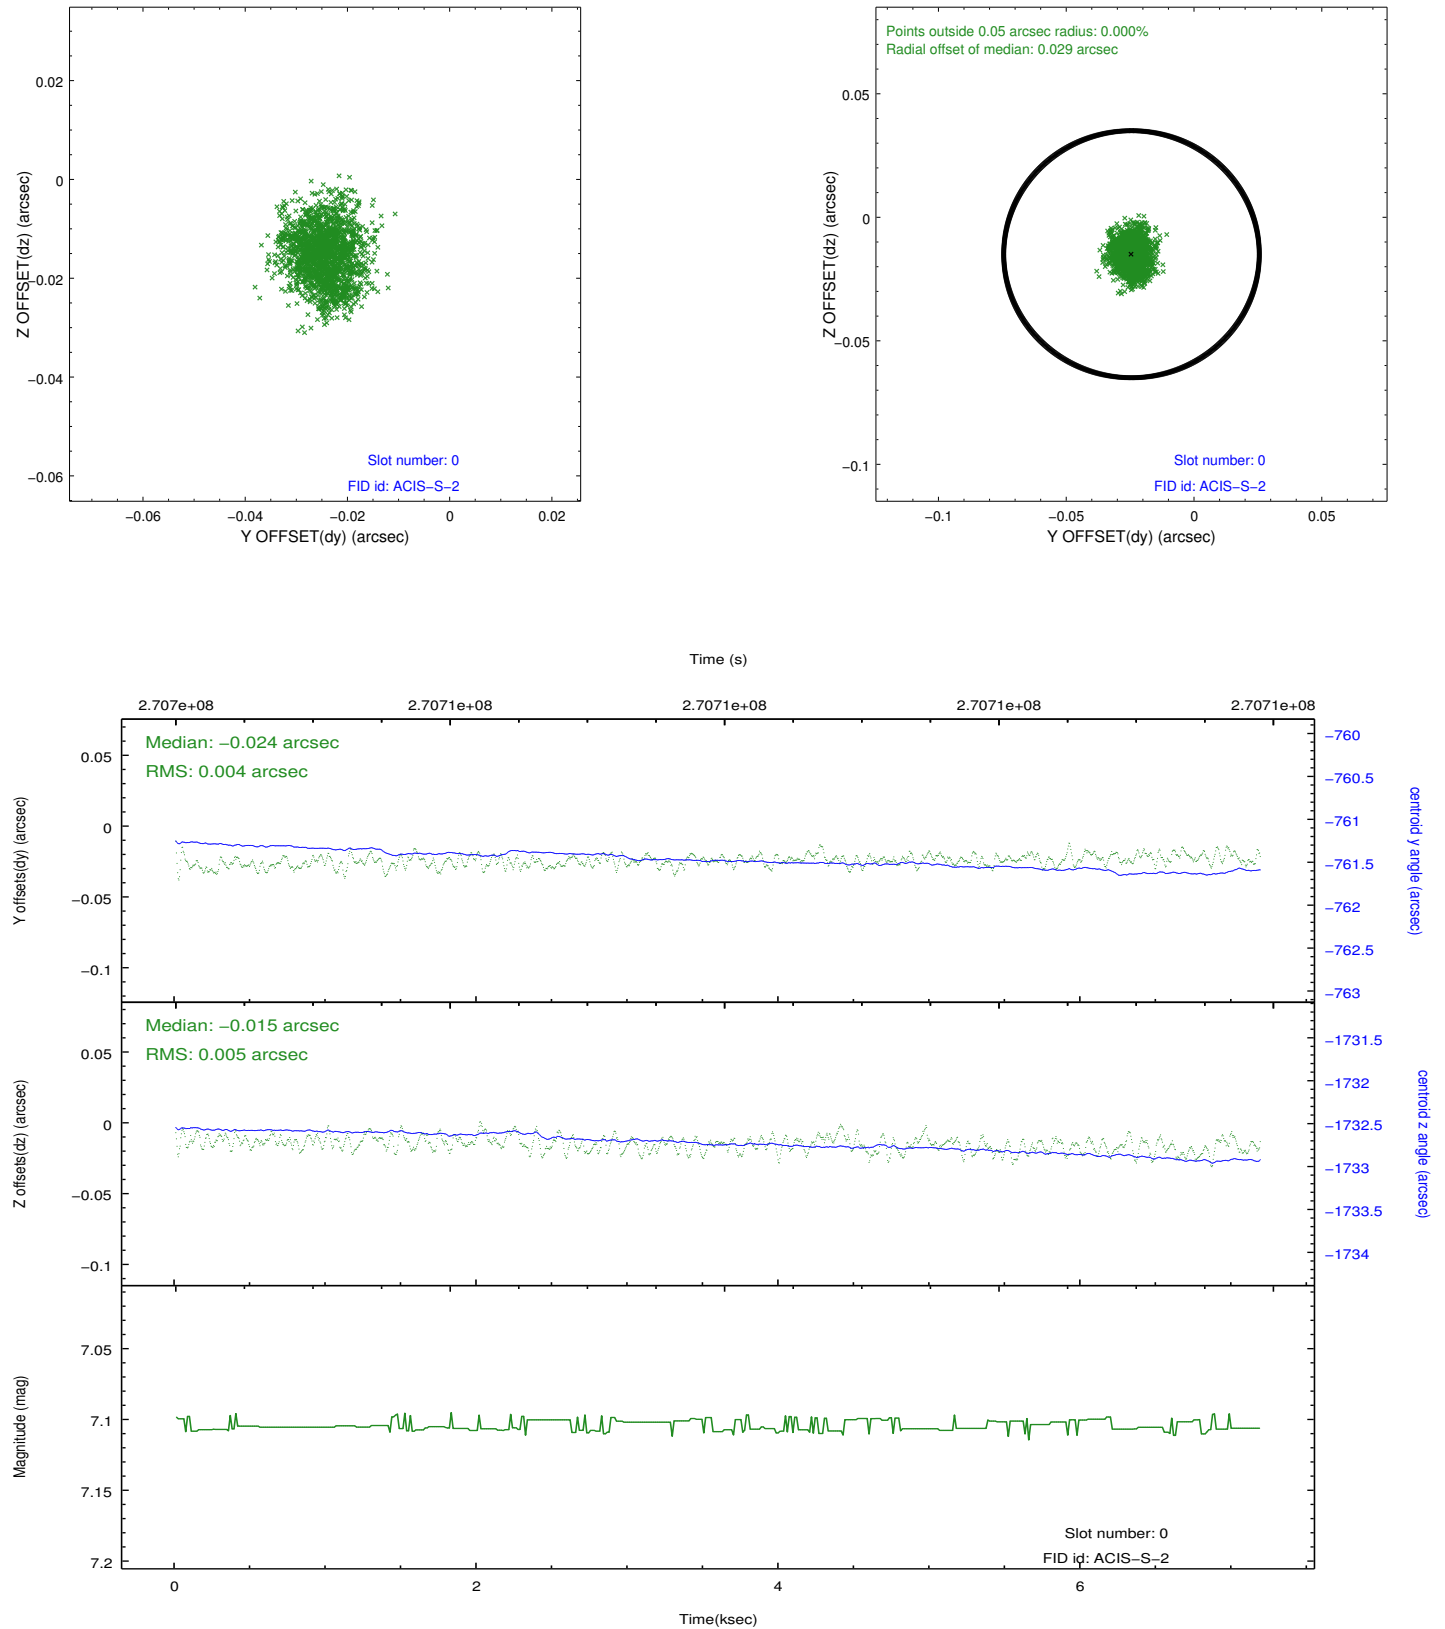 0.02
0
−0.02
−0.04
−0.06
Z OFFSET(dz) (arcsec)
Slot number: 0
FID id: ACIS−S−2
−0.06
−0.04
−0.02
0
0.02
Y OFFSET(dy) (arcsec)
Points outside 0.05 arcsec radius: 0.000%
Radial offset of median: 0.029 arcsec
0.05
0
−0.05
−0.1
Z OFFSET(dz) (arcsec)
Slot number: 0
FID id: ACIS−S−2
−0.1
−0.05
0
0.05
Y OFFSET(dy) (arcsec)
Time (s)
2.707e+08
2.7071e+08
2.7071e+08
2.7071e+08
2.7071e+08
Median: −0.024 arcsec
RMS: 0.004 arcsec
0.05
0
−0.05
−0.1
Y offsets(dy) (arcsec)
−760
−760.5
−761
−761.5
−762
−762.5
−763
centroid y angle (arcsec)
Median: −0.015 arcsec
RMS: 0.005 arcsec
0.05
0
−0.05
−0.1
Z offsets(dz) (arcsec)
−1731.5
−1732
−1732.5
−1733
−1733.5
−1734
centroid z angle (arcsec)
7.05
7.1
7.15
7.2
Magnitude (mag)
Slot number: 0
FID id: ACIS−S−2
0
2
4
6
Time(ksec)